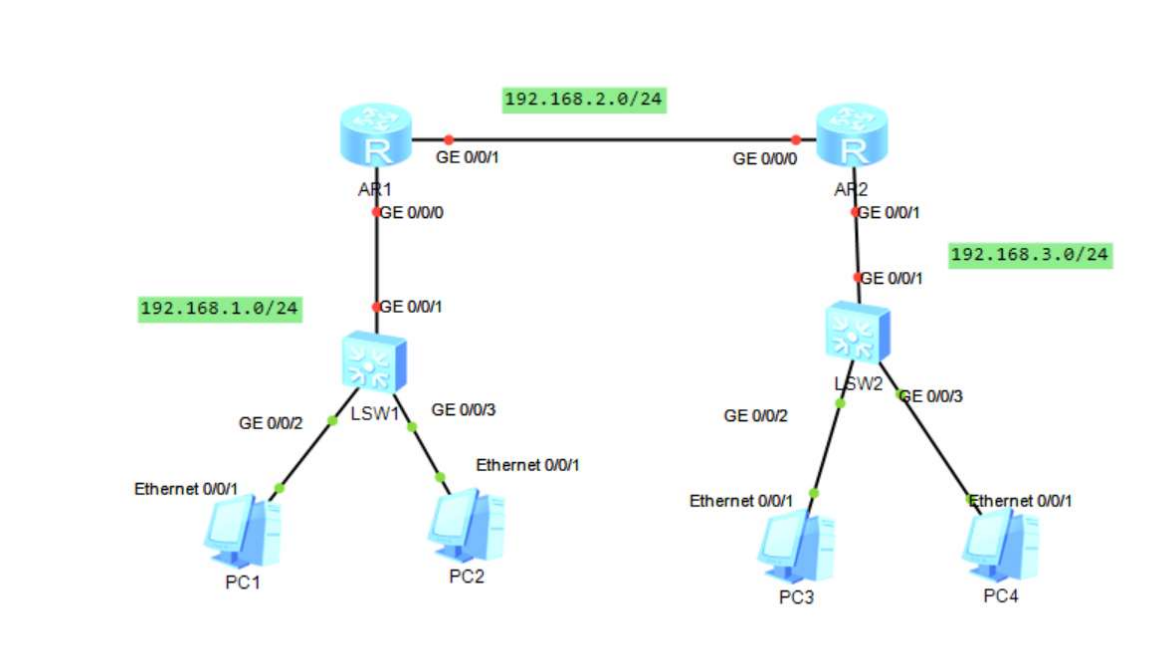 192.168.2.0/24
R
R
GE 0/0/1
GE 0/0/0
AR1
AR2
GE 0/0/0
GE 0/0/1
192.168.3.0/24
GE 0/0/1
192.168.1.0/24
GE 0/0/1
LSW2
GE 0/0/3
LSW1
GE 0/0/3
GE 0/0/2
GE 0/0/2
Ethernet 0/0/1
Ethernet 0/0/1
Ethernet 0/0/1
Ethernet 0/0/1
PC1
PC2
PC3
PC4